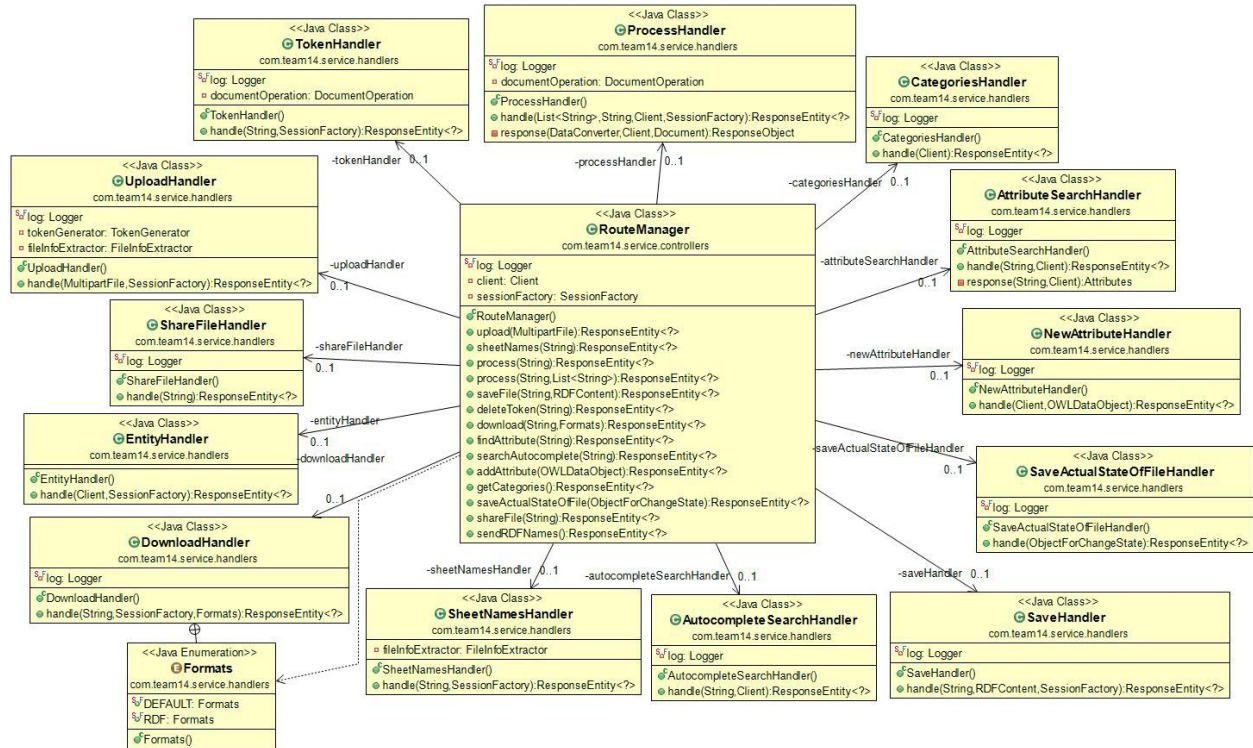 <<Java Class>>
TokenHandler
com.team14.service.handlers
log: Logger
documentOperation: DocumentOperation
TokenHandler()
handle(String,SessionFactory):ResponseEntity<?>
<<Java Class>>
ProcessHandler
com.team14.service.handlers
log: Logger
documentOperation: DocumentOperation
ProcessHandler()
handle(List<String>,String,Client,SessionFactory):ResponseEntity<?>
response(DataConverter,Client,Document):ResponseObject
<<Java Class>>
CategoriesHandler
com.team14.service.handlers
log: Logger
CategoriesHandler()
handle(Client):ResponseEntity<?>
-tokenHandler 0..1
-processHandler 0..1
-categoriesHandler 0..1
<<Java Class>>
UploadHandler
com.team14.service.handlers
log: Logger
tokenGenerator: TokenGenerator
fileInfoExtractor: FileInfoExtractor
UploadHandler()
handle(MultipartFile,SessionFactory):ResponseEntity<?>
-uploadHandler
0..1
<<Java Class>>
RouteManager
com.team14.service.controllers
log: Logger
client: Client
sessionFactory: SessionFactory
RouteManager()
upload(MultipartFile):ResponseEntity<?>
sheetNames(String):ResponseEntity<?>
process(String):ResponseEntity<?>
process(String,List<String>):ResponseEntity<?>
saveFile(String,RDFContent):ResponseEntity<?>
deleteToken(String):ResponseEntity<?>
download(String,Formats):ResponseEntity<?>
findAttribute(String):ResponseEntity<?>
searchAutocomplete(String):ResponseEntity<?>
addAttribute(OWLDataObject):ResponseEntity<?>
getCategories():ResponseEntity<?>
saveActualStateOfFile(ObjectForChangeState):ResponseEntity<?>
shareFile(String):ResponseEntity<?>
sendRDFNames():ResponseEntity<?>
-attributeSearchHandler
0..1
<<Java Class>>
AttributeSearchHandler
com.team14.service.handlers
log: Logger
AttributeSearchHandler()
handle(String,Client):ResponseEntity<?>
response(String,Client):Attributes
<<Java Class>>
ShareFileHandler
com.team14.service.handlers
log: Logger
ShareFileHandler()
handle(String):ResponseEntity<?>
-shareFileHandler
0..1
-newAttributeHandler
0..1
<<Java Class>>
NewAttributeHandler
com.team14.service.handlers
log: Logger
NewAttributeHandler()
handle(Client,OWLDataObject):ResponseEntity<?>
<<Java Class>>
EntityHandler
com.team14.service.handlers
EntityHandler()
handle(Client,SessionFactory):ResponseEntity<?>
-entityHandler
0..1
-downloadHandler
0..1
-saveActualStateOfFileHandler
0..1
<<Java Class>>
SaveActualStateOfFileHandler
com.team14.service.handlers
log: Logger
SaveActualStateOfFileHandler()
handle(ObjectForChangeState):ResponseEntity<?>
<<Java Class>>
DownloadHandler
com.team14.service.handlers
log: Logger
DownloadHandler()
handle(String,SessionFactory,Formats):ResponseEntity<?>
-sheetNamesHandler 0..1
-autocompleteSearchHandler 0..1
-saveHandler 0..1
<<Java Class>>
SheetNamesHandler
com.team14.service.handlers
fileInfoExtractor: FileInfoExtractor
SheetNamesHandler()
handle(String,SessionFactory):ResponseEntity<?>
<<Java Class>>
AutocompleteSearchHandler
com.team14.service.handlers
log: Logger
AutocompleteSearchHandler()
handle(String,Client):ResponseEntity<?>
<<Java Class>>
SaveHandler
com.team14.service.handlers
log: Logger
SaveHandler()
handle(String,RDFContent,SessionFactory):ResponseEntity<?>
<<Java Enumeration>>
Formats
com.team14.service.handlers
DEFAULT: Formats
RDF: Formats
Formats()